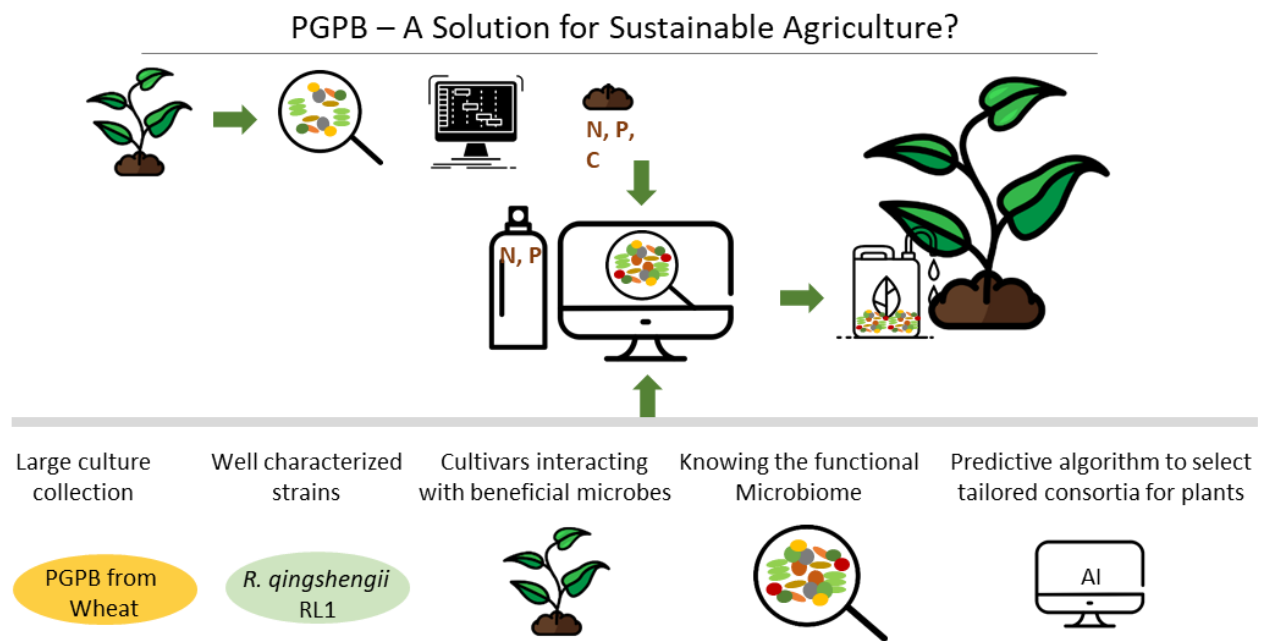 PGPB – A Solution for Sustainable Agriculture?
N, P,
C
N, P
Large culture
collection
Well characterized
strains
Cultivars interacting
with beneficial microbes
Knowing the functional
Microbiome
Predictive algorithm to select
tailored consortia for plants
PGPB from
Wheat
R. qingshengii
RL1
AI